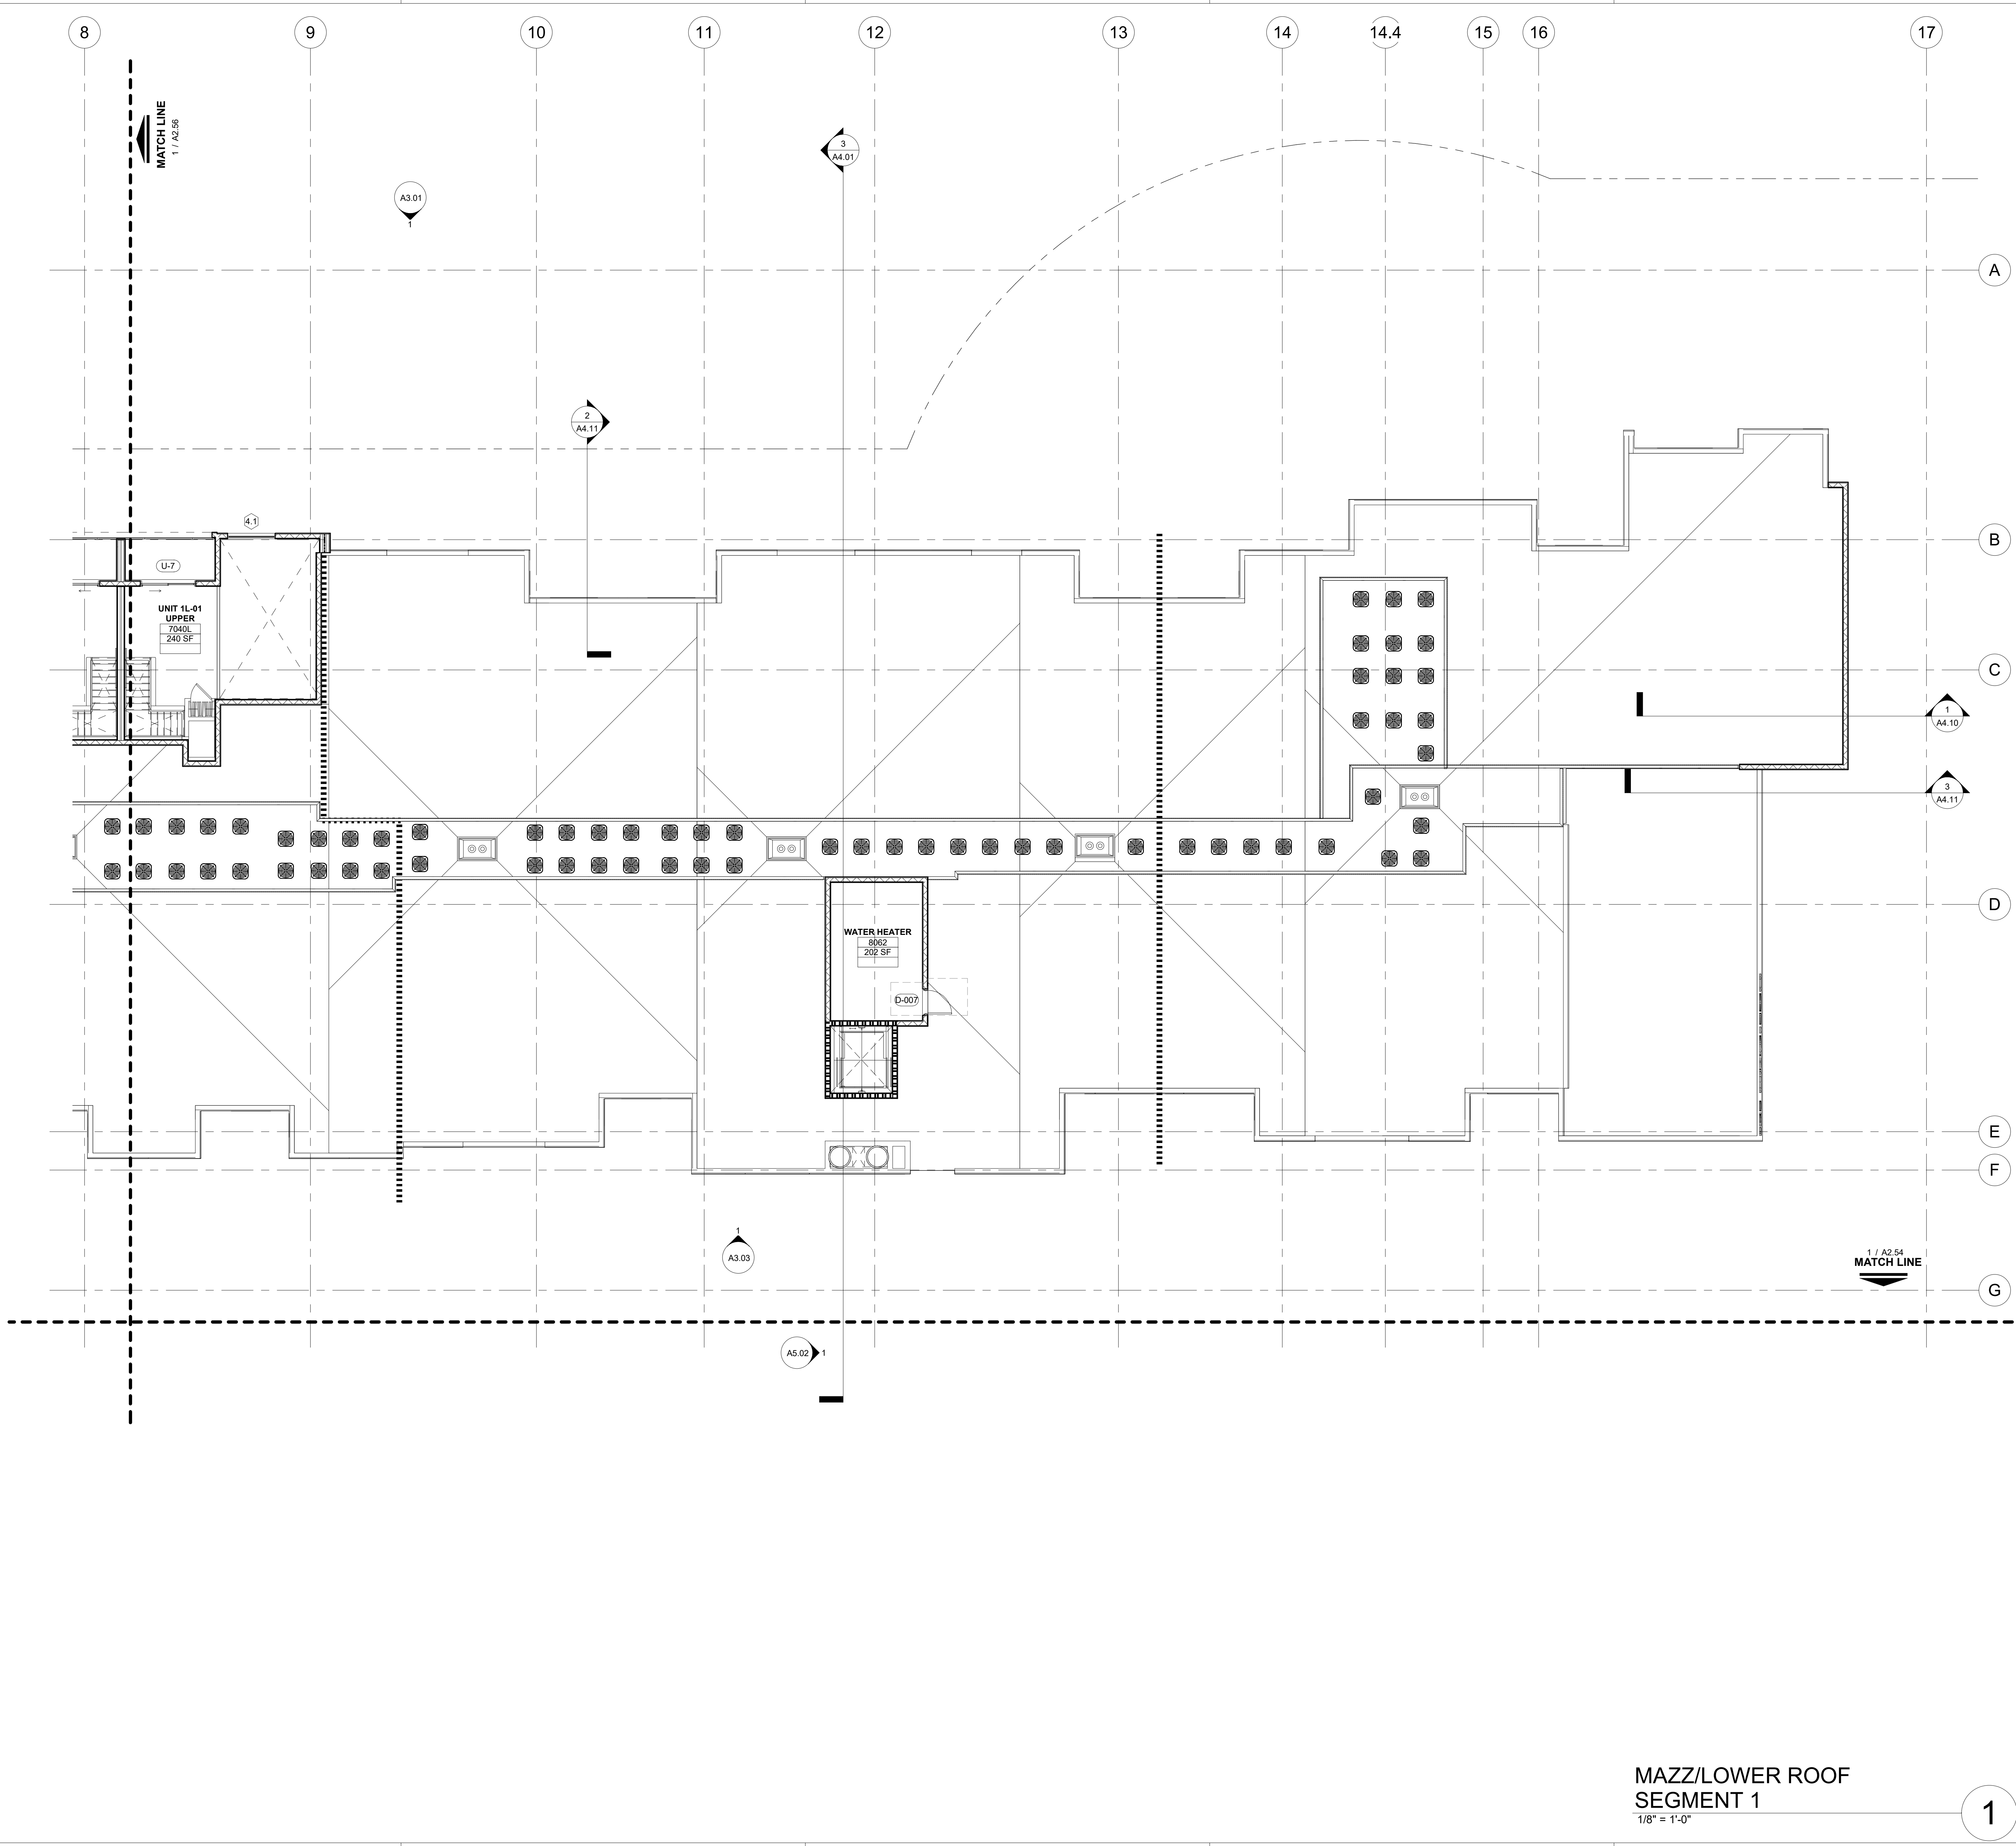 8
9
10
11
12
13
14
14.4
15
16
17
MATCH LINE
1 / A2.56
3
A4.01
A3.01
1
A
2
A4.11
4.1
B
U-7
UNIT 1L-01
UPPER
7040L
240 SF
C
1
A4.10
3
A4.11
D
WATER HEATER
8062
202 SF
D-007
E
F
1
A3.03
1 / A2.54
MATCH LINE
G
A5.02
1
MAZZ/LOWER ROOF
SEGMENT 1
1/8" = 1'-0"
1